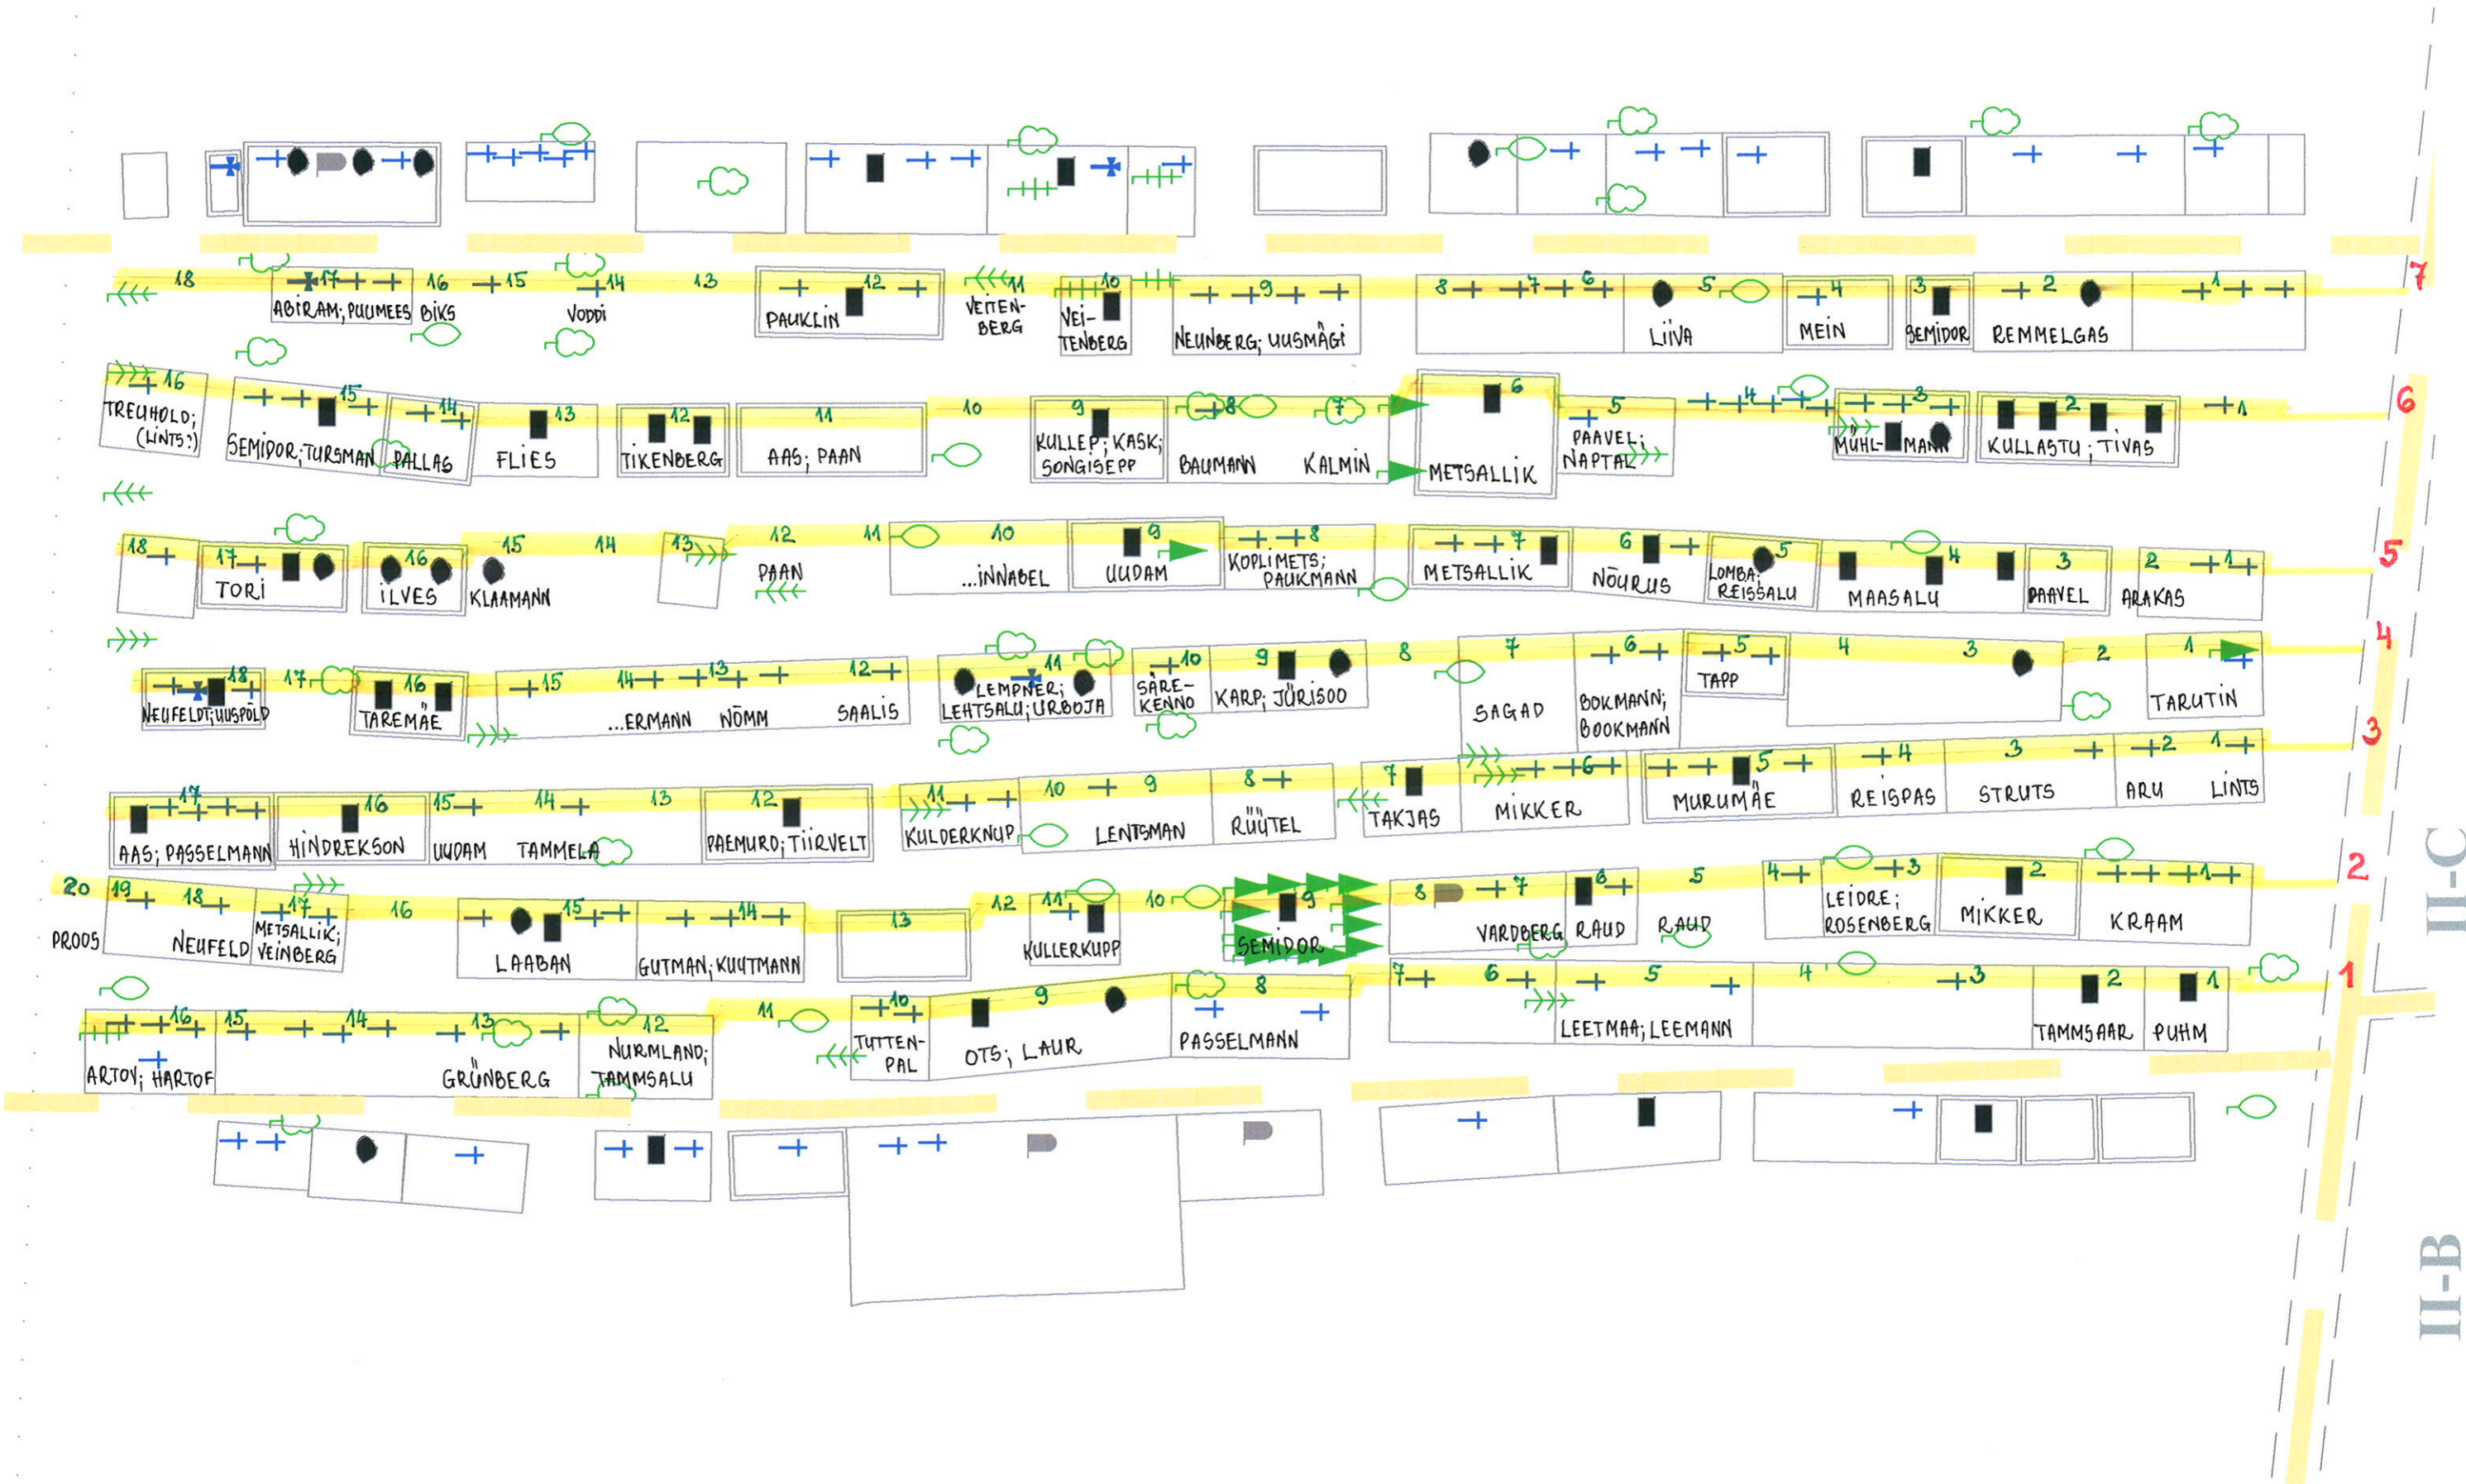 18 17 16 15 14 13 12 11 10 9 8 7 6 5 4 3 2 1 7
ABIRAM; PUUMEES BIKS VODDI PAUKLIN VEITEN-
BERG VEI-
TENBERG NEUNBERG; UUSMÄGI LIIVA MEIN SEMIDOR REMMELGAS
16 15 14 13 12 11 10 9 8 7 6 5 4 3 2 1 6
TREUHOLD;
(LINTS?) SEMIDOR; TURSMAN PALLAS FLIES TIKENBERG AAS; PAAN KULLEP; KASK;
SONGISEPP BAUMANN KALMIN METSALLIK PAAVEL;
NAPTAL MÜHL-MANN KULLASTU; TIVAS
18 17 16 15 14 13 12 11 10 9 8 7 6 5 4 3 2 1 5
TORI ILVES KLAAMANN PAAN ...INNABEL UUDAM KOPLIMETS;
PAUKMANN METSALLIK NÕURUS LOMBA;
REISSALU MAASALU PAAVEL ARAKAS
18 17 16 15 14 13 12 11 10 9 8 7 6 5 4 3 2 1 4
NEUFELDT; UUSPÕLD TAREMÄE ...ERMANN NÕMM SAALIS LEMPNER;
LEHTSALU; URBOJA SÄRE-
KENNO KARP; JÜRISOO SAGAD BOKMANN;
BOOKMANN TAPP TARUTIN
17 16 15 14 13 12 11 10 9 8 7 6 5 4 3 2 1 3
AAS; PASSELMANN HINDREKSON UUDAM TAMMELA PAEMURD; TIIRVELT KULDERKNUP LENTSMAN RÜÜTEL TAKJAS MIKKER MURUMÄE REISPAS STRUTS ARU LINTS
20 19 18 17 16 15 14 13 12 11 10 9 8 7 6 5 4 3 2 1 2
PROOS NEUFELD METSALLIK;
VEINBERG LAABAN GUTMAN; KUUTMANN KULLERKUPP SEMIDOR VARDBERG RAUD RAUD LEIDRE;
ROSENBERG MIKKER KRAAM
16 15 14 13 12 11 10 9 8 7 6 5 4 3 2 1 1
ARTOV; HARTOF GRÜNBERG NURMLAND;
TAMMSALU TUTTEN-
PAL OTS; LAUR PASSELMANN LEETMAA; LEEMANN TAMMSAAR PUHM
II-C
II-B